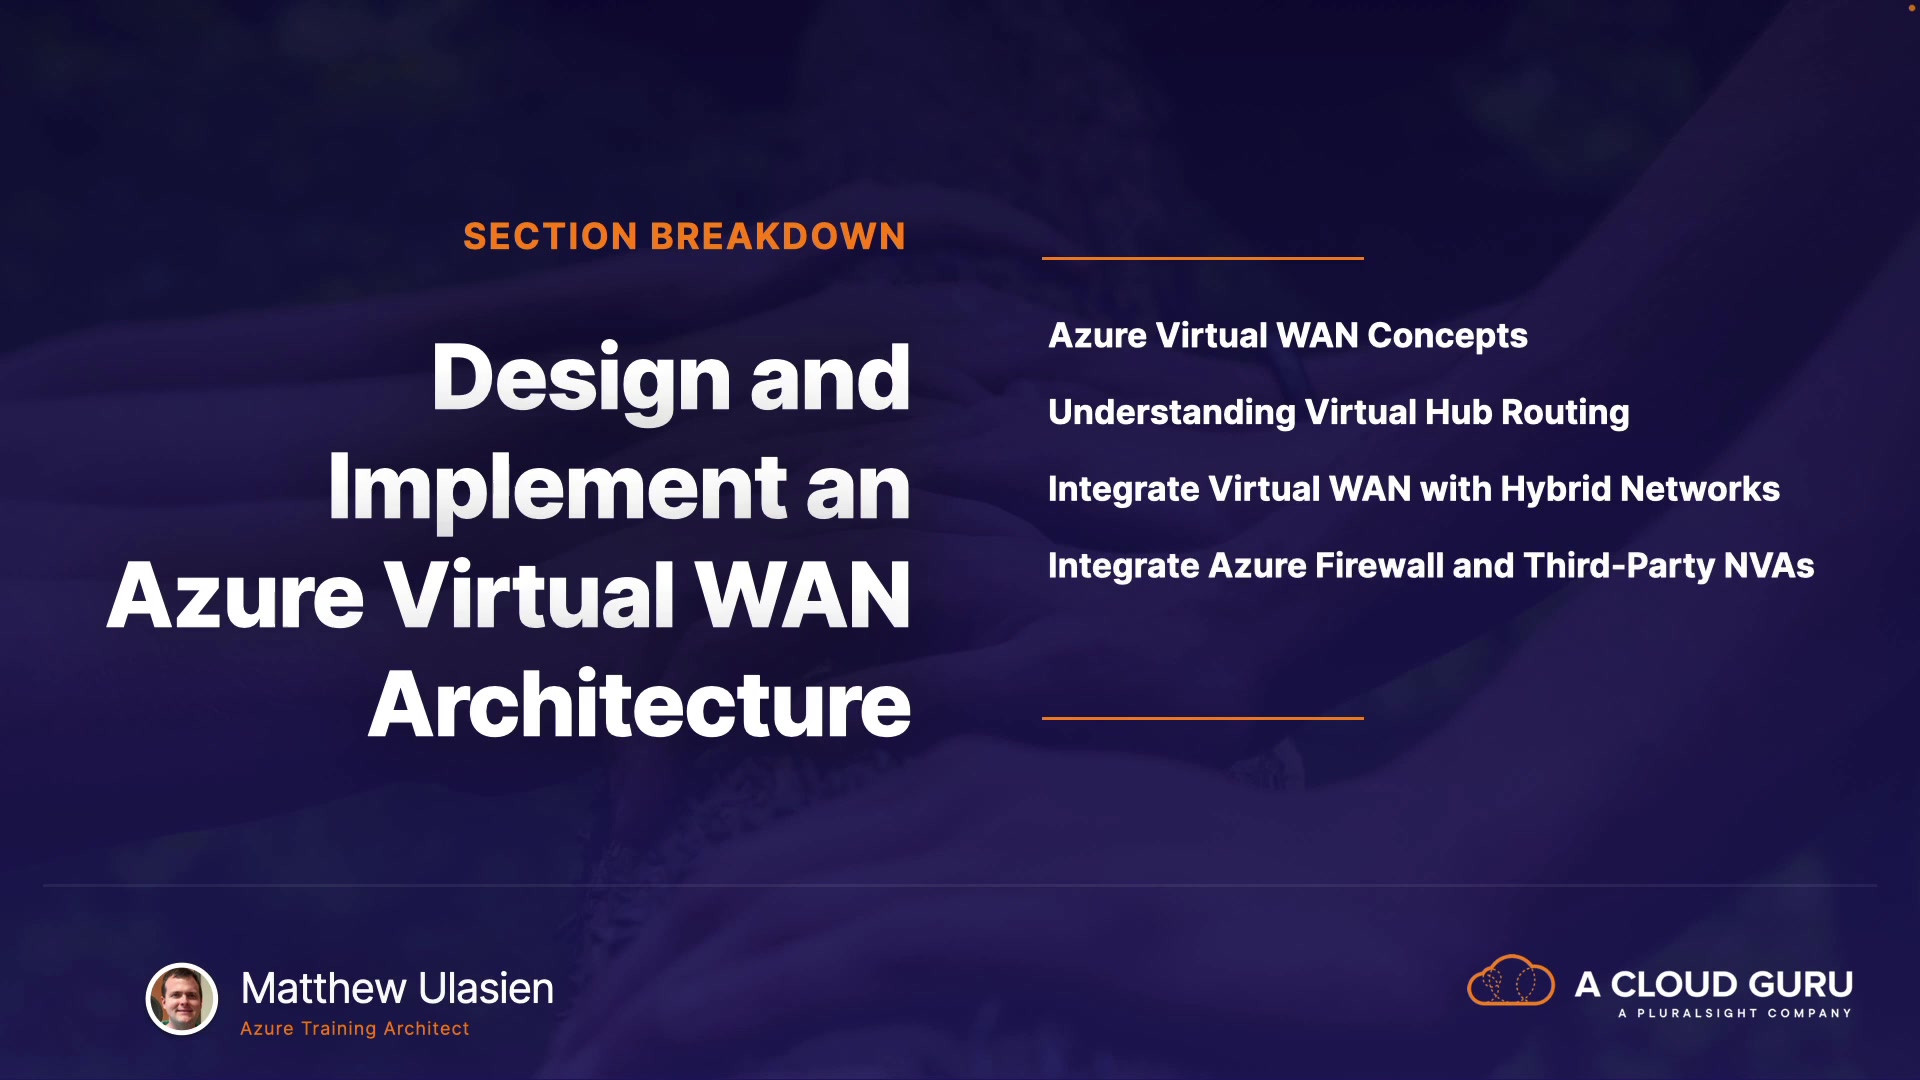 SECTION BREAKDOWN
Design and
Implement an
Azure Virtual WAN
Architecture
Azure Virtual WAN Concepts
Understanding Virtual Hub Routing
Integrate Virtual WAN with Hybrid Networks
Integrate Azure Firewall and Third-Party NVAs
Matthew Ulasien
Azure Training Architect
A CLOUD GURU
A PLURALSIGHT COMPANY